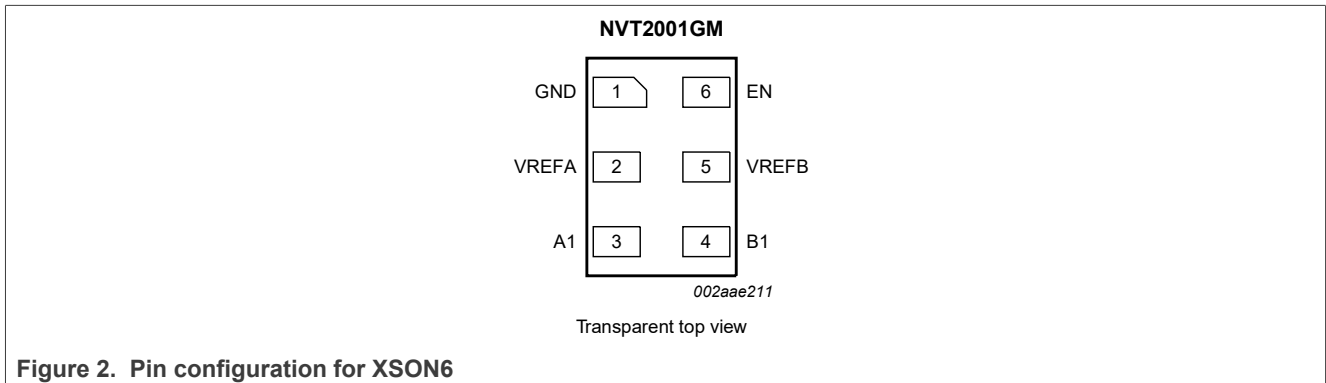 NVT2001GM
GND 1 6 EN
VREFA 2 5 VREFB
A1 3 4 B1
002aae211
Transparent top view
Figure 2. Pin configuration for XSON6